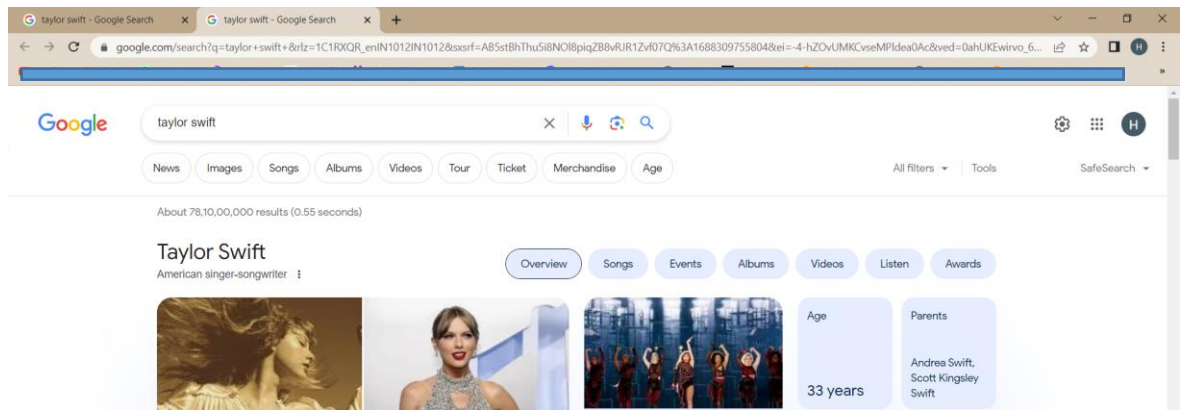 taylor swift - Google Search taylor swift - Google Search
google.com/search?q=taylor+swift+&rlz=1C1RXQR_enIN1012IN1012&sxsrf=AB5stBhThu5i8NOl8piqZB8vRJR1Zvf07Q%3A1688309755804&ei=-4-hZOvUMKCvseMPldea0Ac&ved=0ahUKEwirvo_6...
Google taylor swift H
News Images Songs Albums Videos Tour Ticket Merchandise Age All filters Tools SafeSearch
About 78,10,00,000 results (0.55 seconds)
Taylor Swift
American singer-songwriter
Overview Songs Events Albums Videos Listen Awards
Age
33 years
Parents
Andrea Swift,
Scott Kingsley
Swift